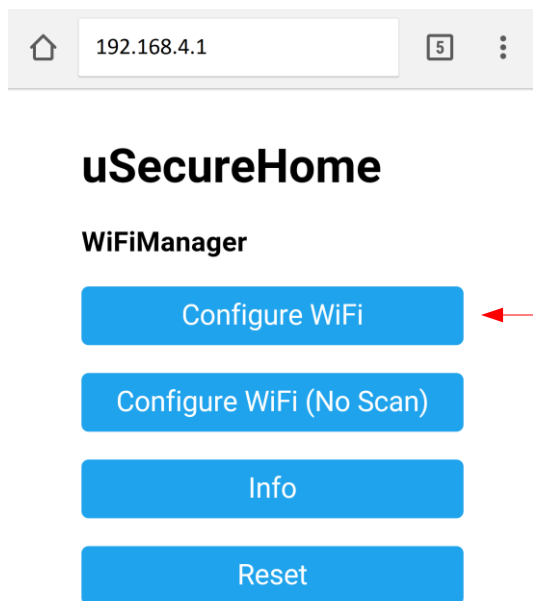 192.168.4.1 5
uSecureHome
WiFiManager
Configure WiFi
Configure WiFi (No Scan)
Info
Reset